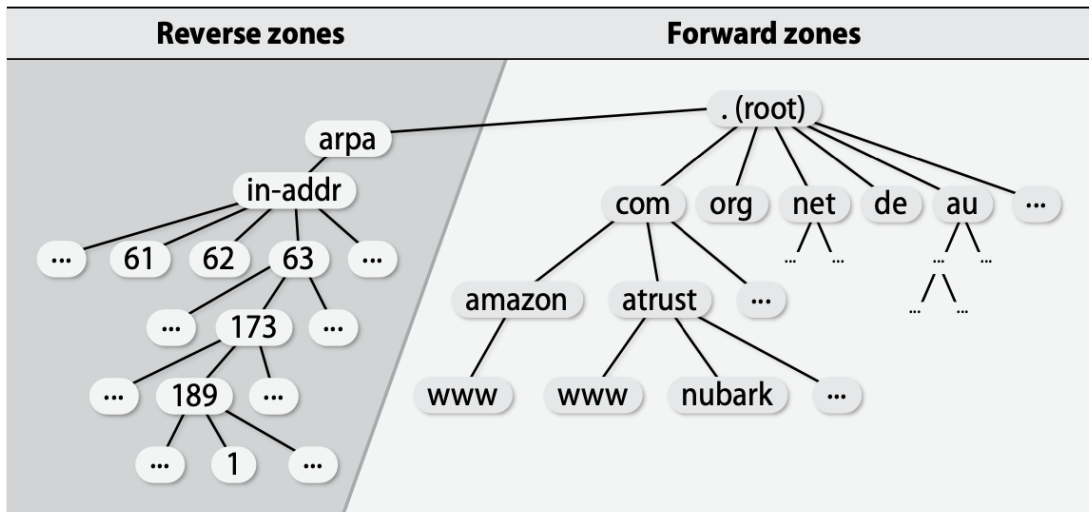 Reverse zones
Forward zones
. (root)
arpa
in-addr
com
org
net
de
au
...
...
61
62
63
...
...
...
...
...
amazon
atrust
...
...
...
...
173
...
...
189
...
www
www
nubark
...
...
1
...